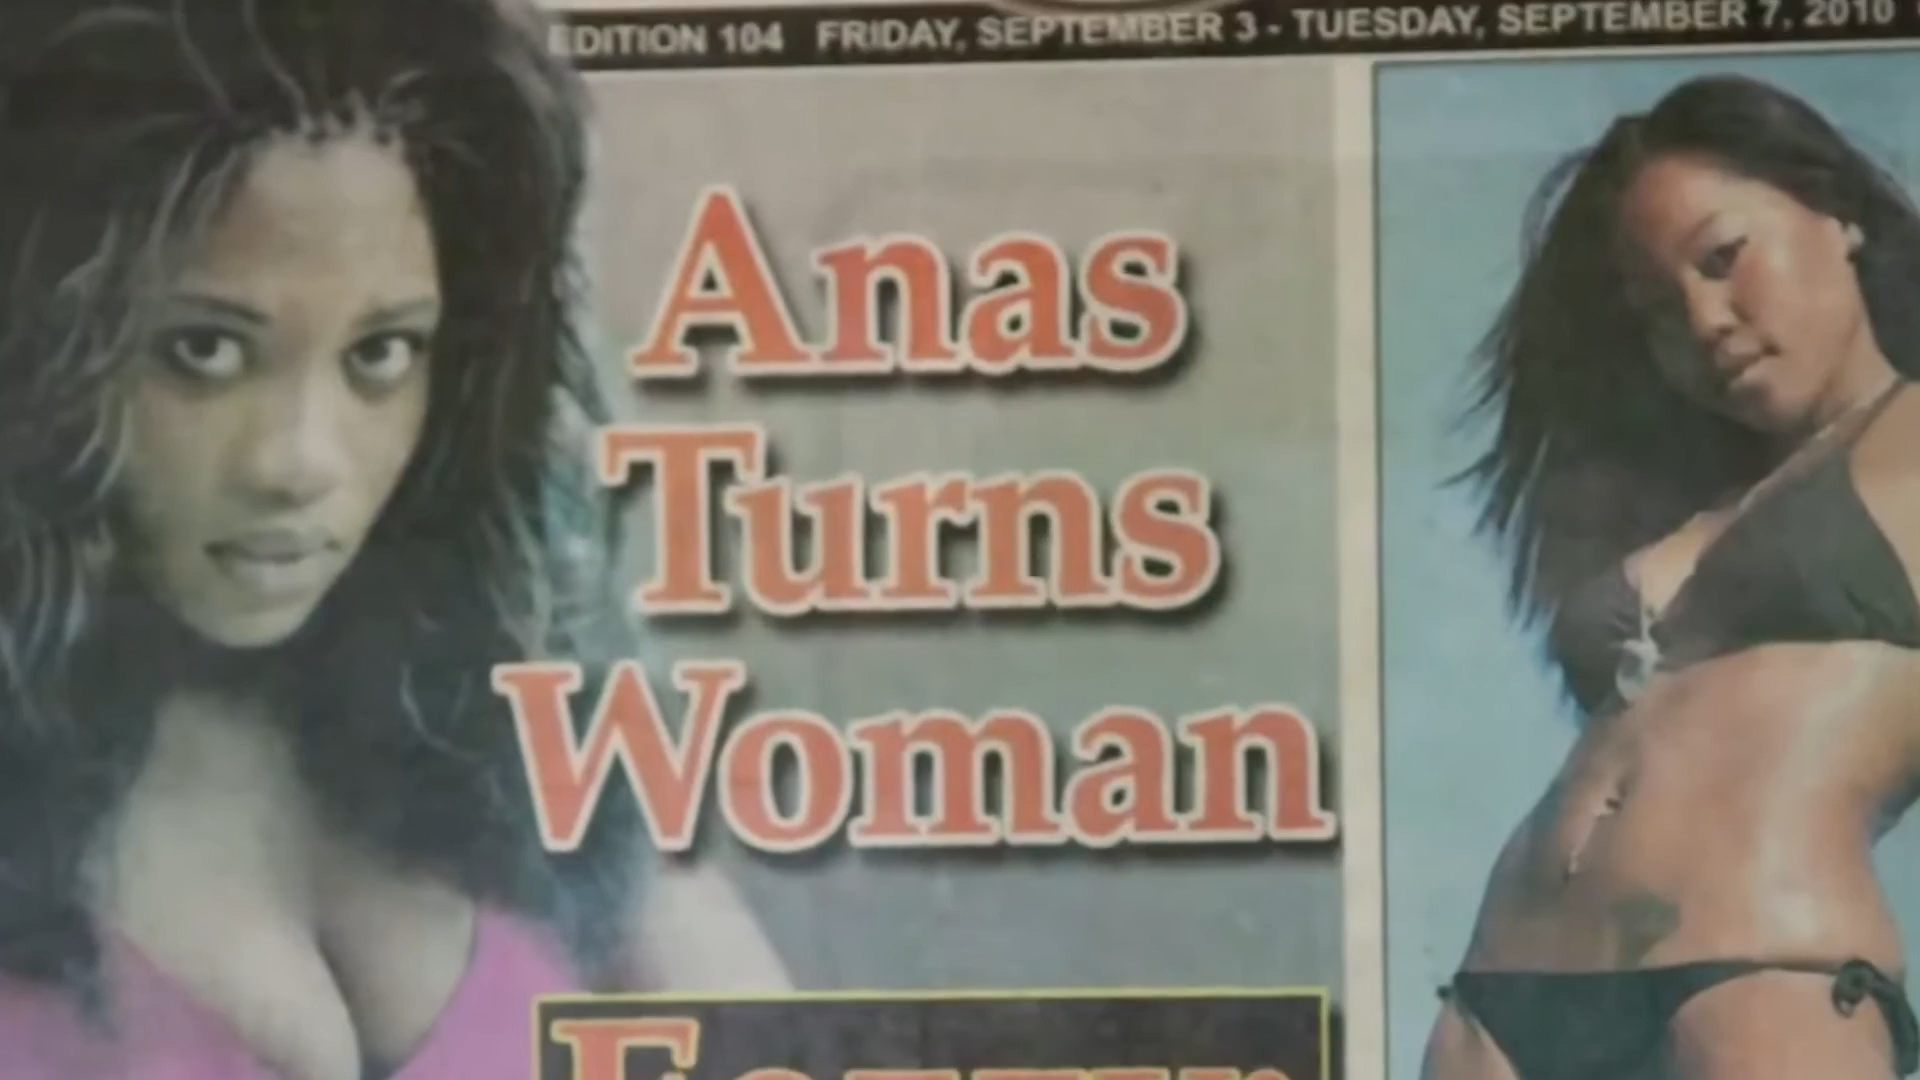 EDITION 104 FRIDAY, SEPTEMBER 3 - TUESDAY, SEPTEMBER 7, 2010
Anas
Turns
Woman